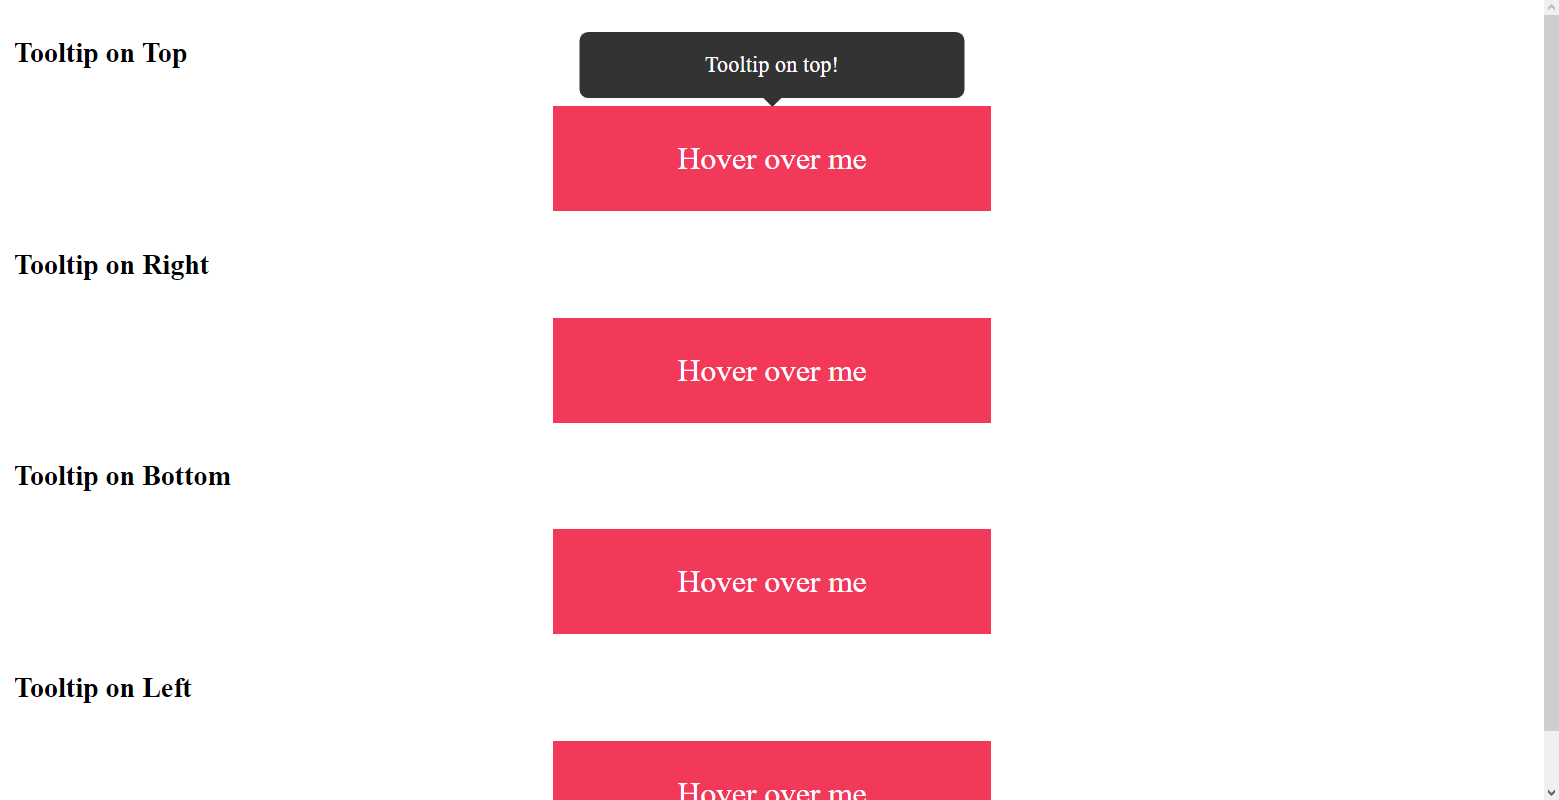 Tooltip on Top
Tooltip on top!
Hover over me
Tooltip on Right
Hover over me
Tooltip on Bottom
Hover over me
Tooltip on Left
Hover over me